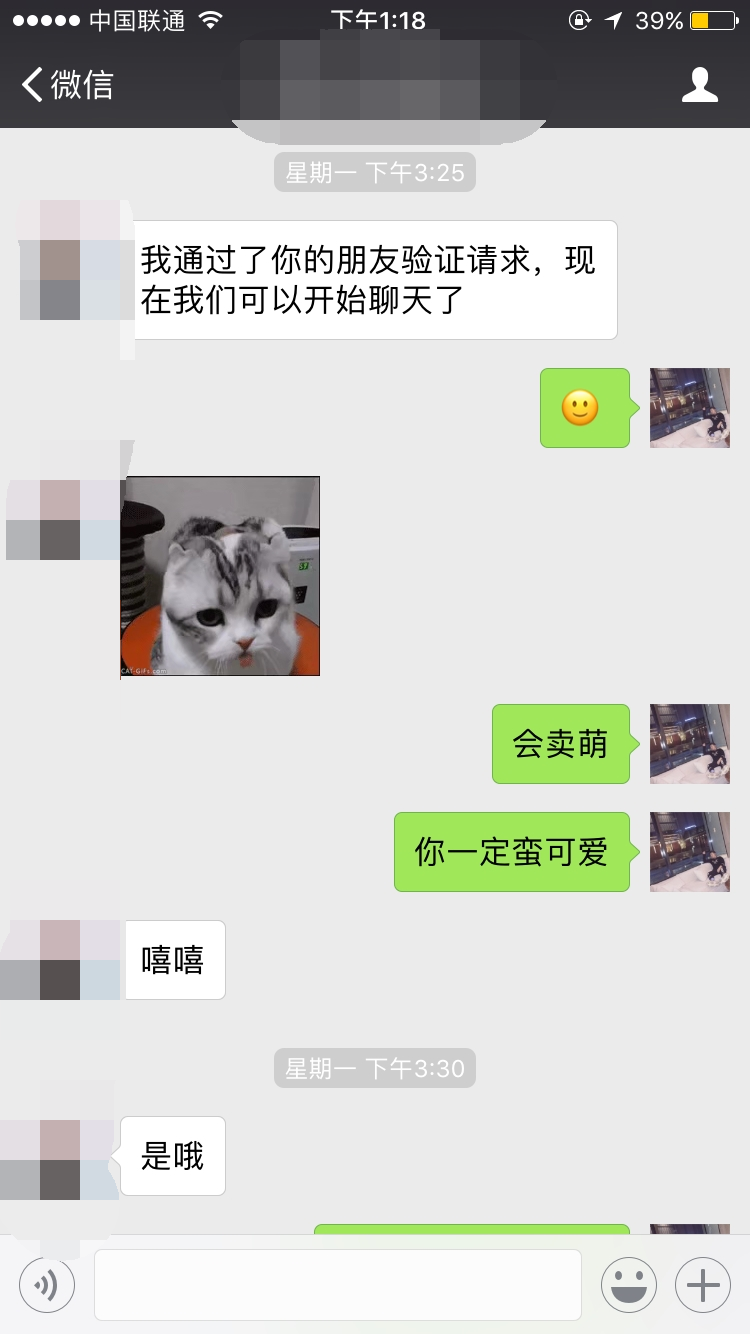 中国联通
下午1:18
39%
微信
星期一 下午3:25
我通过了你的朋友验证请求，现
在我们可以开始聊天了
CAT-GIFs.com
会卖萌
你一定蛮可爱
嘻嘻
星期一 下午3:30
是哦